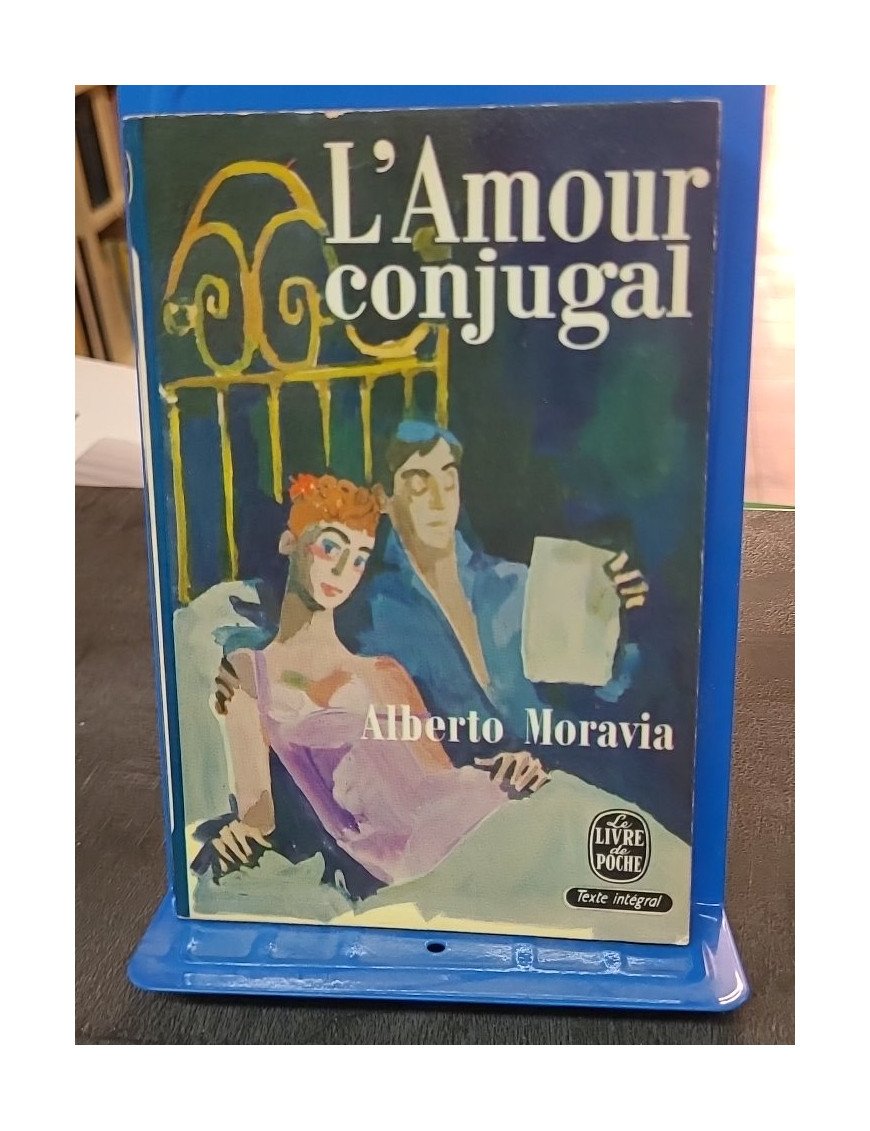 L'Amour
conjugal
Alberto Moravia
Le
LIVRE
de
POCHE
Texte intégral